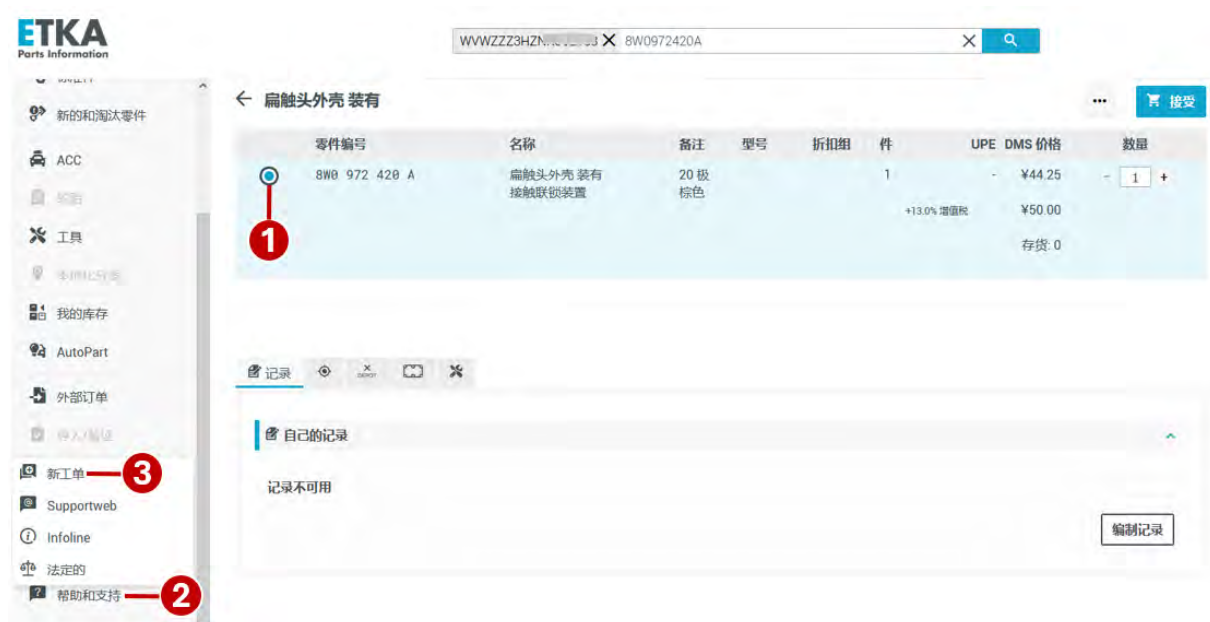 ETKA
Parts Information
WVWZZZ3HZN
8W0972420A
新的和淘汰零件
扁触头外壳 装有
接受
零件编号 名称 备注 型号 折扣组 件 UPE DMS 价格 数量
ACC
8W0 972 420 A 扁触头外壳 装有 20 极 1 - ¥44.25 - 1 +
接触联锁装置 棕色
+13.0% 增值税 ¥50.00
1
工具
存货: 0
我的库存
AutoPart
记录
外部订单
自己的记录
新工单
3
记录不可用
Supportweb
编制记录
Infoline
法定的
帮助和支持
2